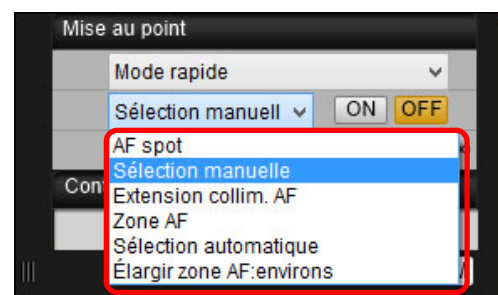 Mise au point
Mode rapide
Sélection manuell ON OFF
AF spot
Sélection manuelle
Extension collim. AF
Zone AF
Sélection automatique
Élargir zone AF:environs